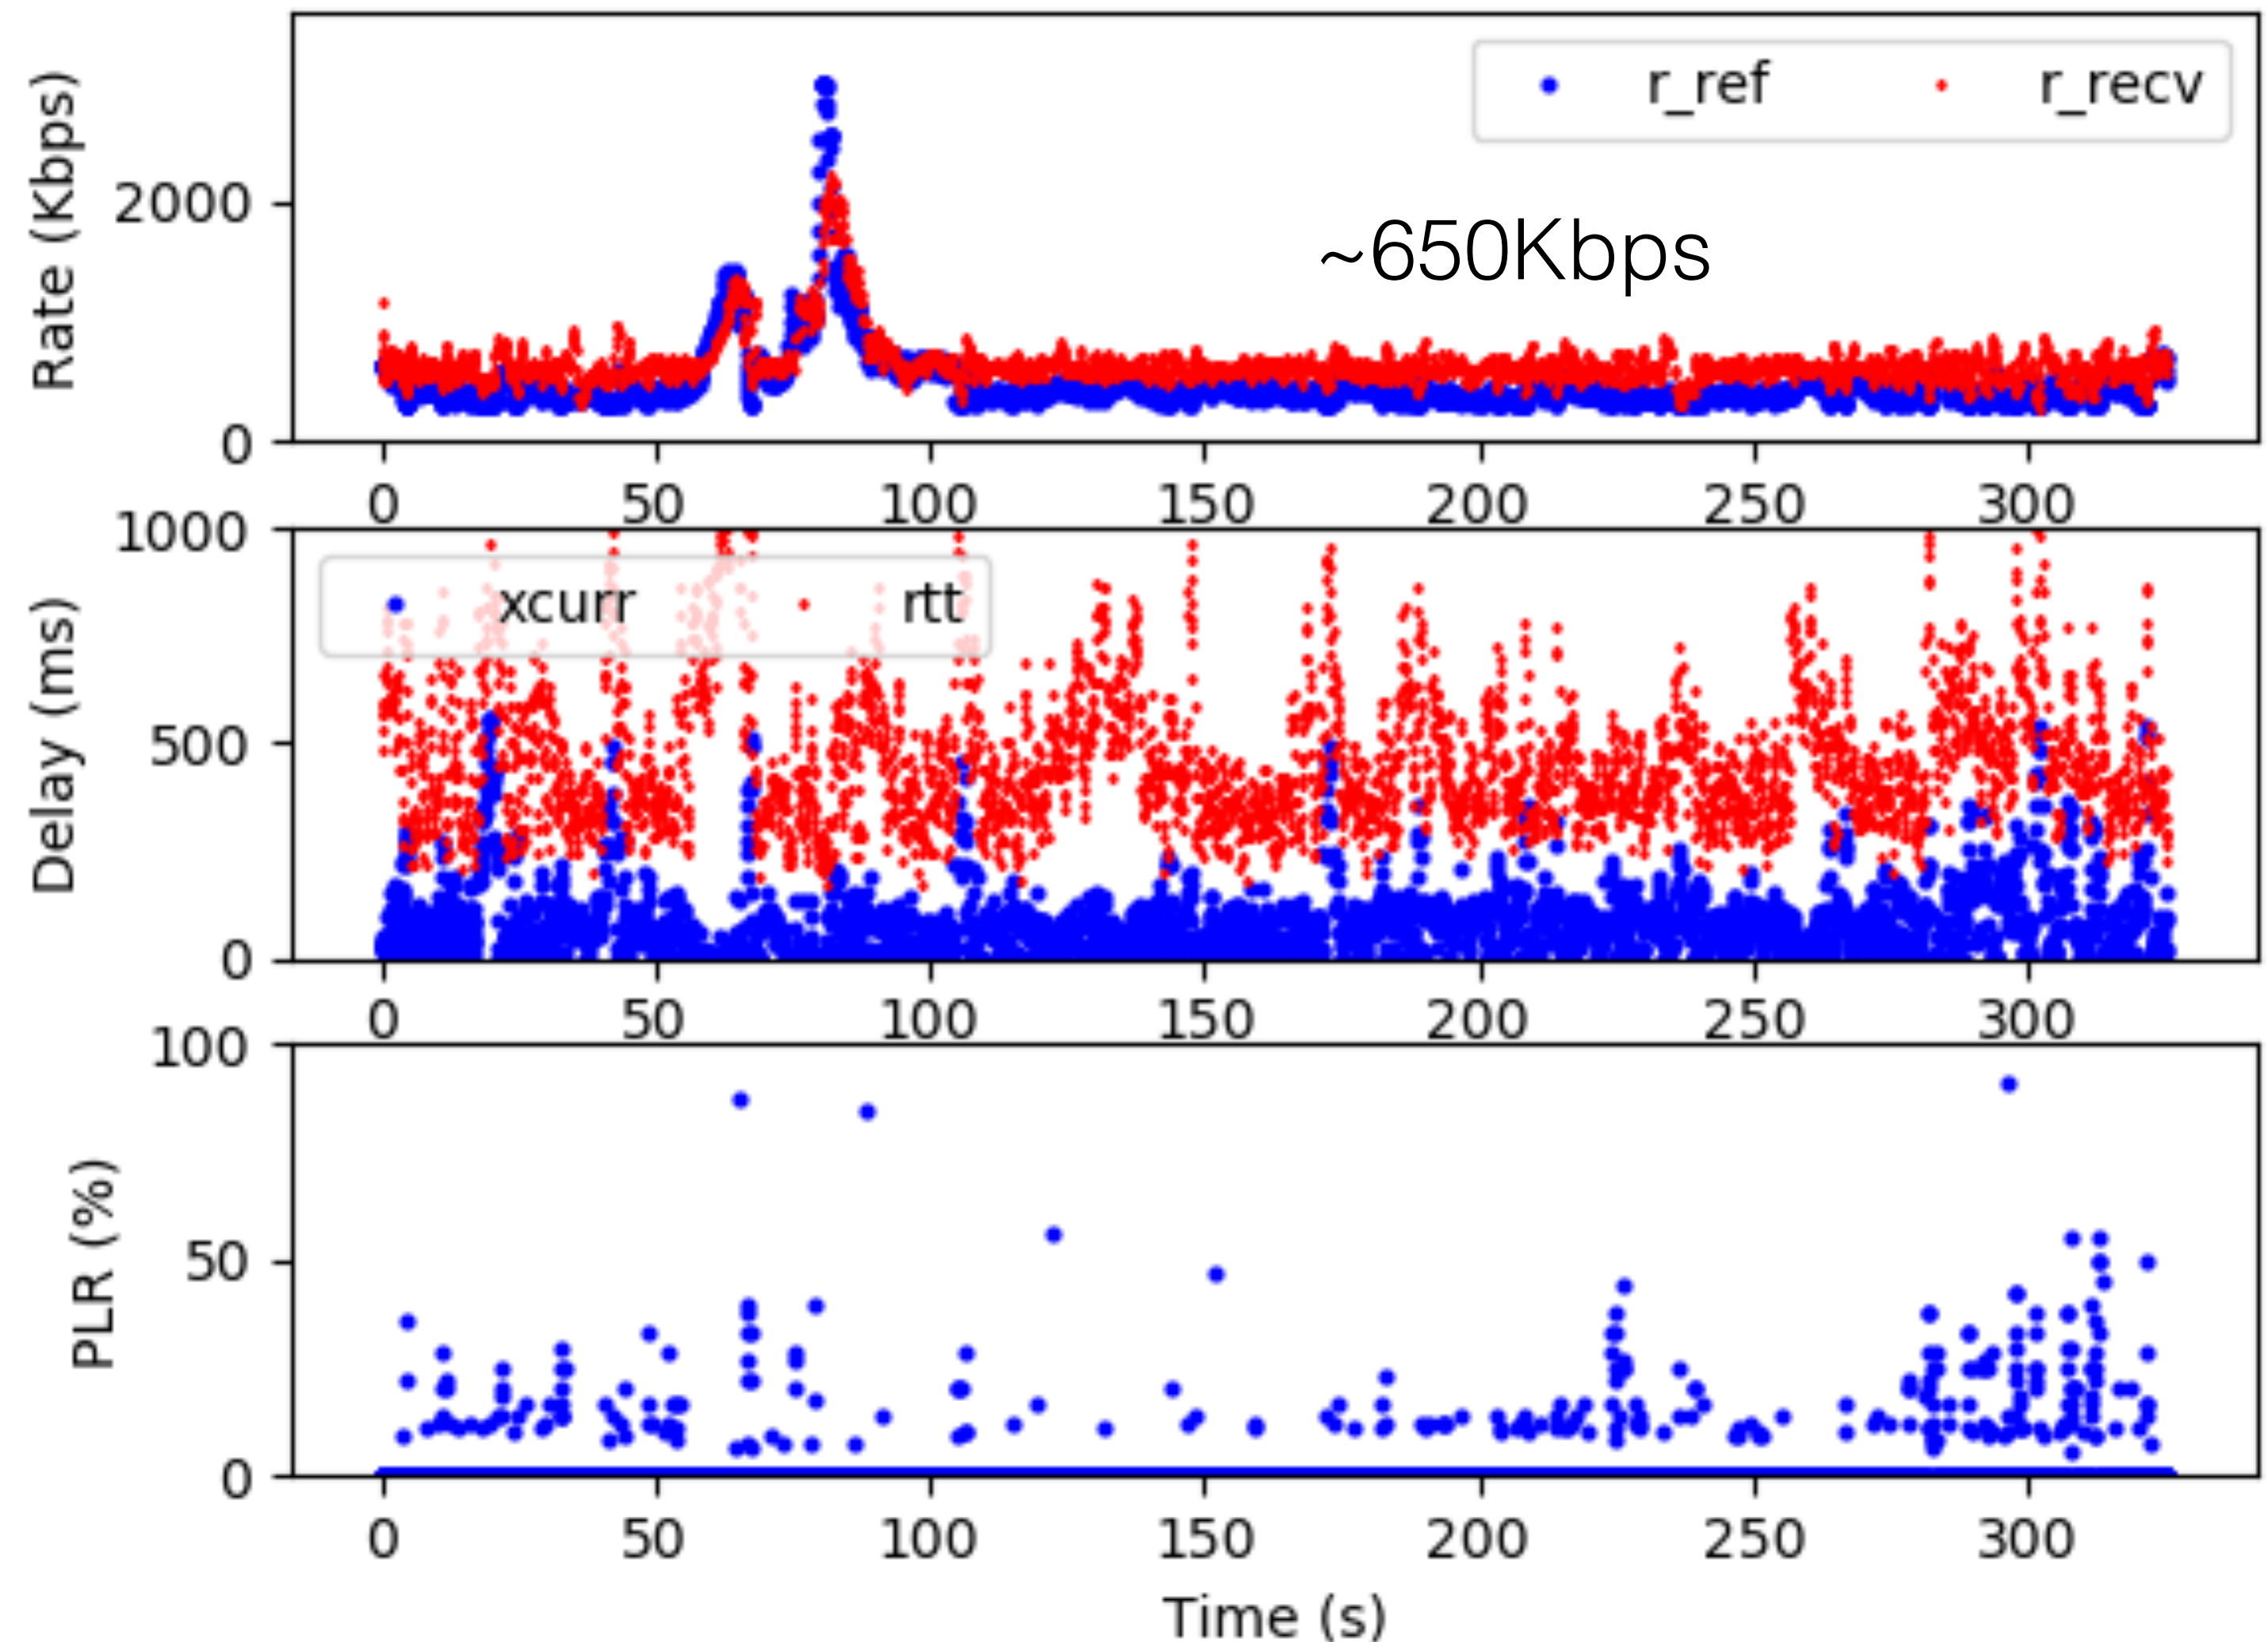 Rate (Kbps)
2000
0
r_ref r_recv
~650Kbps
0 50 100 150 200 250 300
Delay (ms)
1000
500
0
xcurr rtt
0 50 100 150 200 250 300
PLR (%)
100
50
0
0 50 100 150 200 250 300
Time (s)